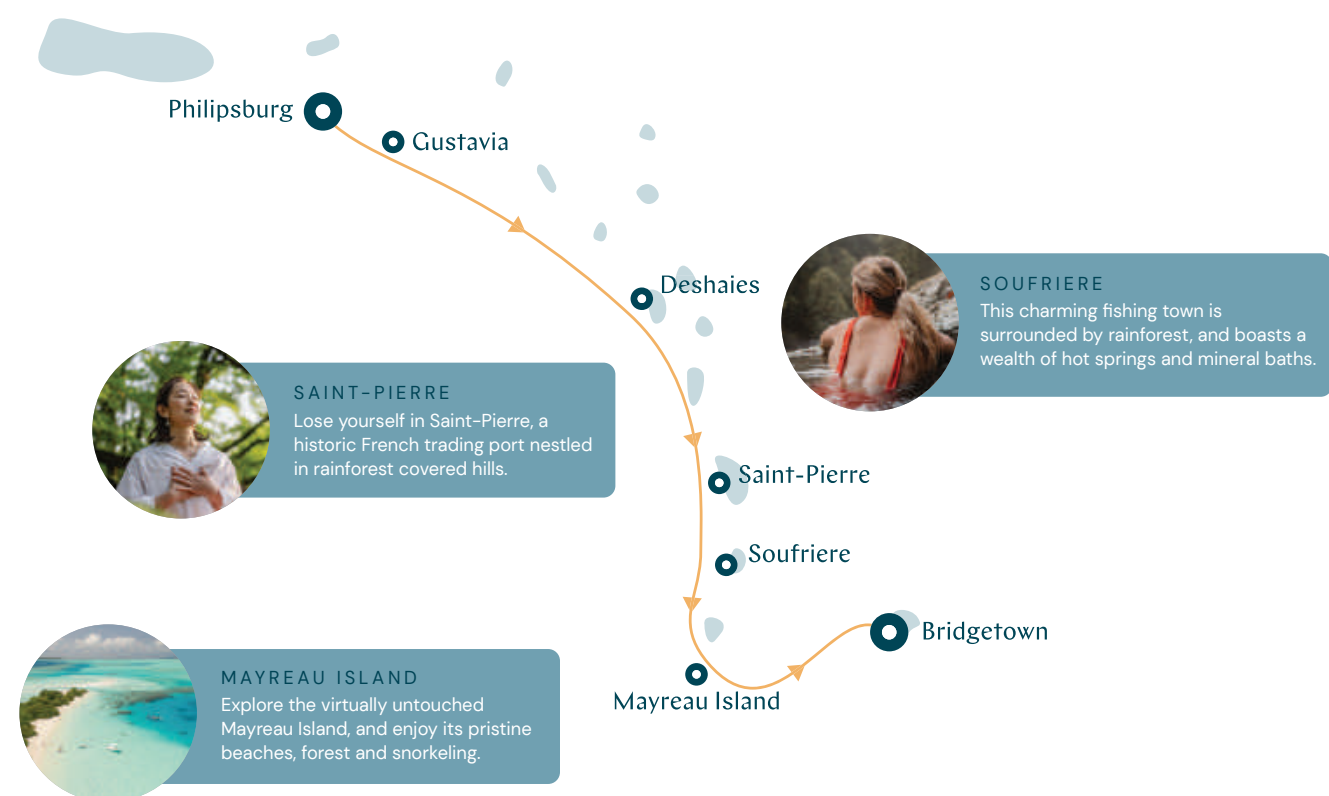 Philipsburg
Gustavia
Deshaies
SOUFRIERE
This charming fishing town is
surrounded by rainforest, and boasts a
wealth of hot springs and mineral baths.
SAINT-PIERRE
Lose yourself in Saint-Pierre, a
historic French trading port nestled
in rainforest covered hills.
Saint-Pierre
Soufriere
Bridgetown
Mayreau Island
MAYREAU ISLAND
Explore the virtually untouched
Mayreau Island, and enjoy its pristine
beaches, forest and snorkeling.